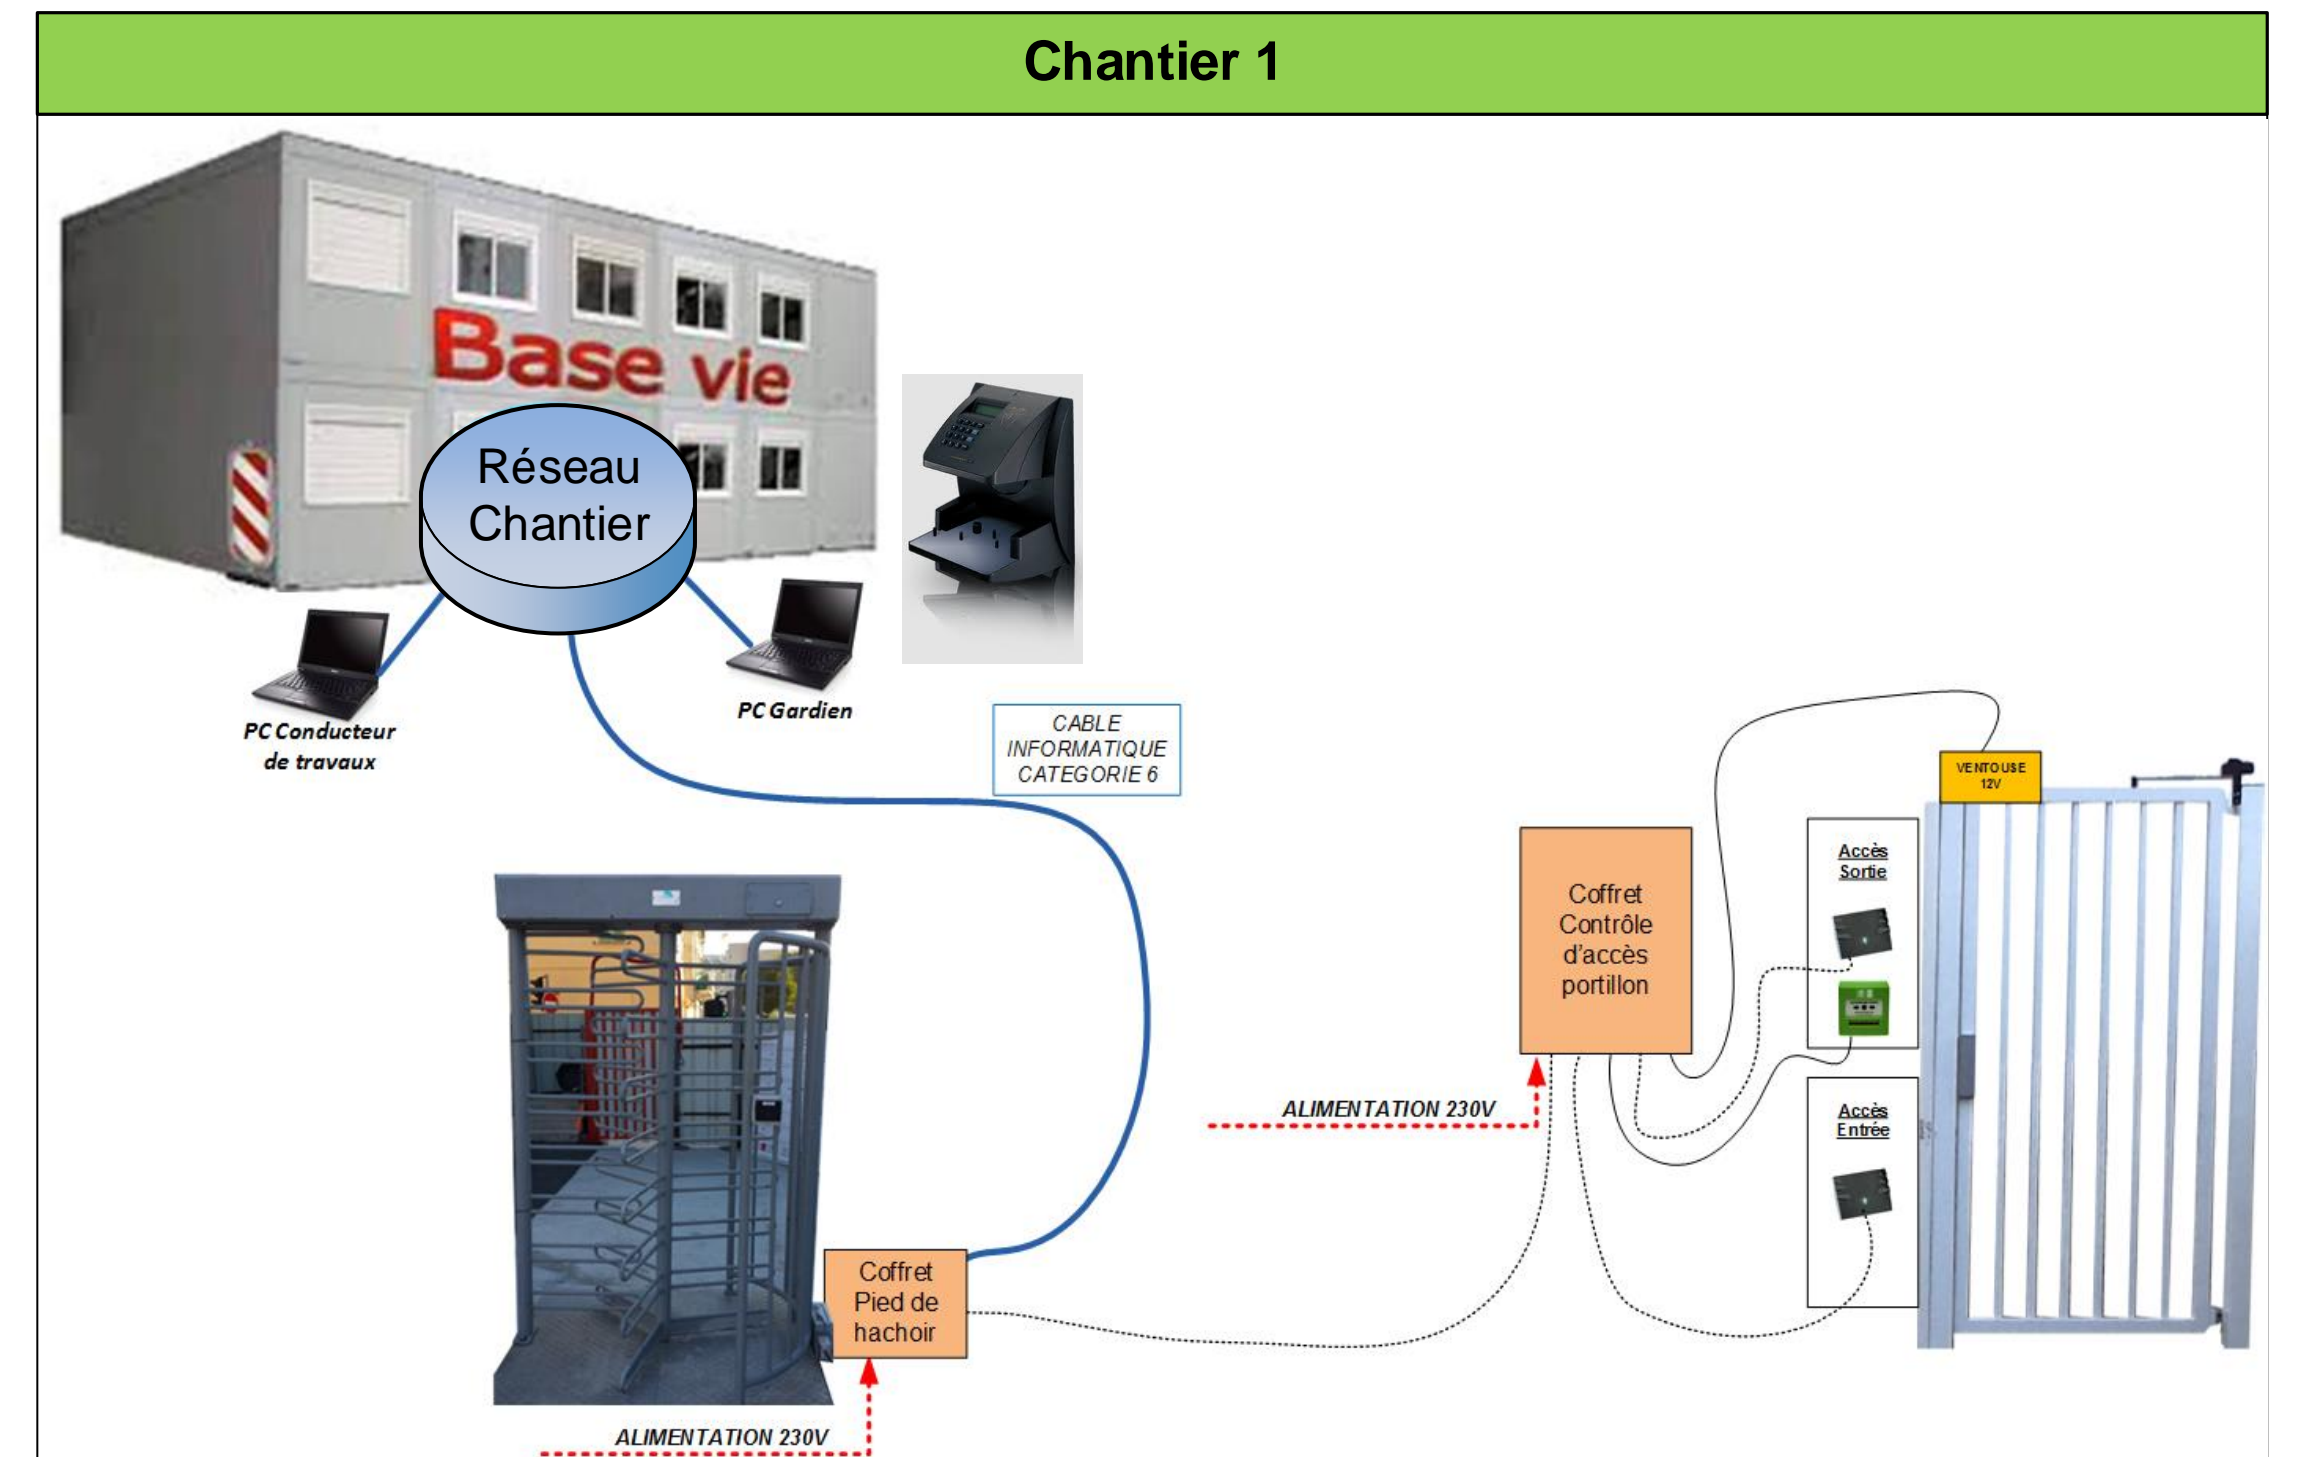 Chantier 1
Base vie
Réseau
Chantier
PC Conducteur
de travaux
PC Gardien
CABLE
INFORMATIQUE
CATEGORIE 6
VENTOUSE
12V
Accès
Sortie
Coffret
Contrôle
d'accès
portillon
ALIMENTATION 230V
Accès
Entrée
Coffret
Pied de
hachoir
ALIMENTATION 230V